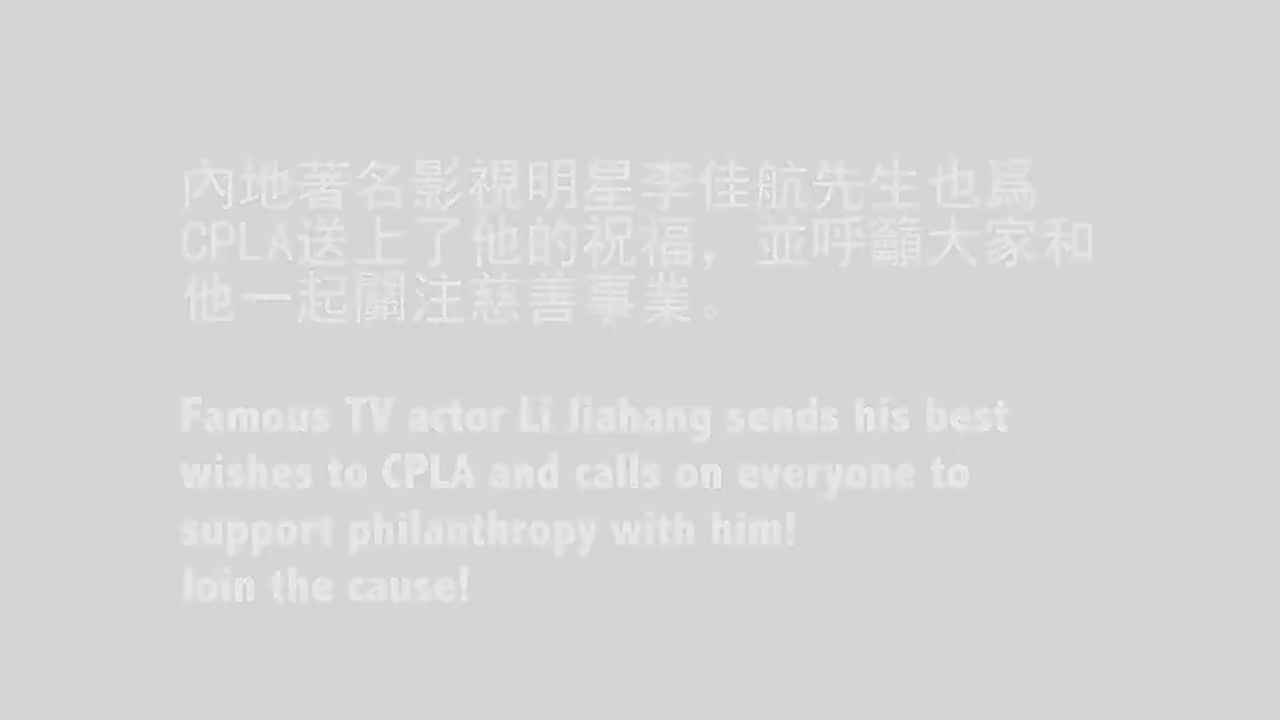 內地著名影視明星李佳航先生也爲
CPLA送上了他的祝福，並呼籲大家和
他一起關注慈善事業。
Famous TV actor Li Jiahang sends his best
wishes to CPLA and calls on everyone to
support philanthropy with him!
Join the cause!